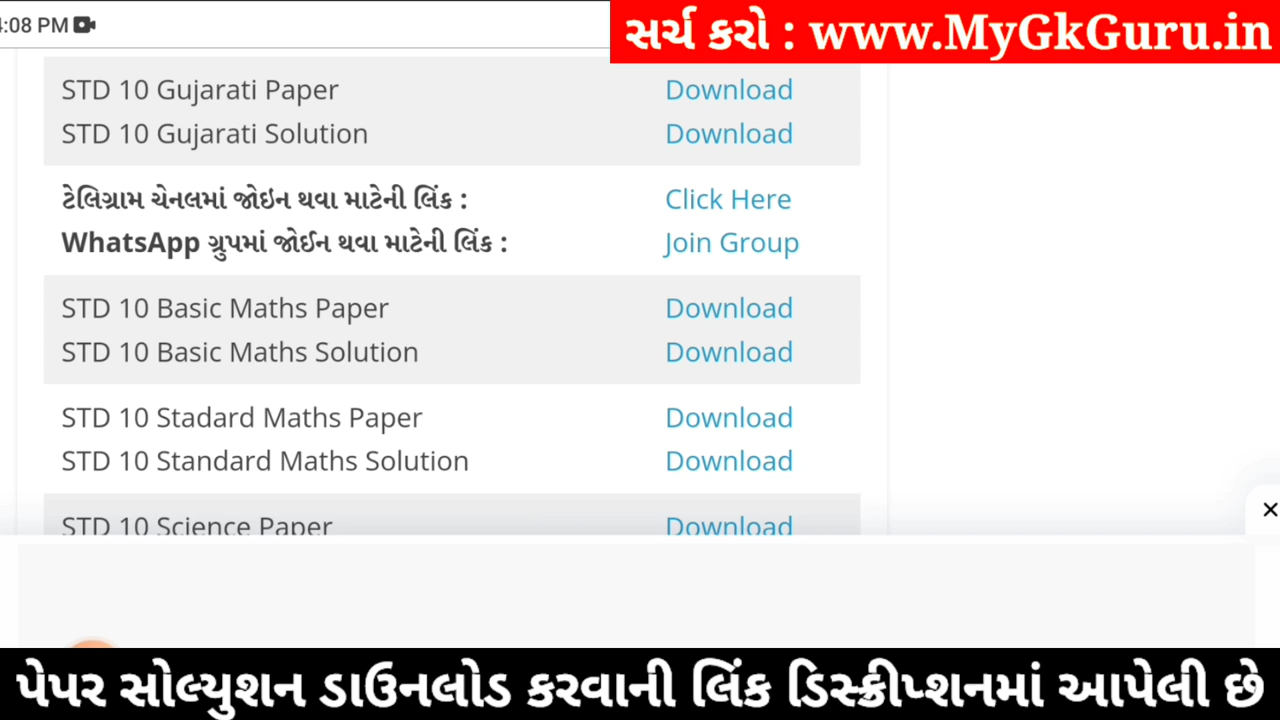 4:08 PM
સર્ચ કરો : www.MyGkGuru.in
STD 10 Gujarati Paper Download
STD 10 Gujarati Solution Download
ટેલિગ્રામ ચેનલમાં જોઇન થવા માટેની લિંક : Click Here
WhatsApp ગ્રુપમાં જોઈન થવા માટેની લિંક : Join Group
STD 10 Basic Maths Paper Download
STD 10 Basic Maths Solution Download
STD 10 Stadard Maths Paper Download
STD 10 Standard Maths Solution Download
STD 10 Science Paper Download
પેપર સોલ્યુશન ડાઉનલોડ કરવાની લિંક ડિસ્ક્રીપ્શનમાં આપેલી છે